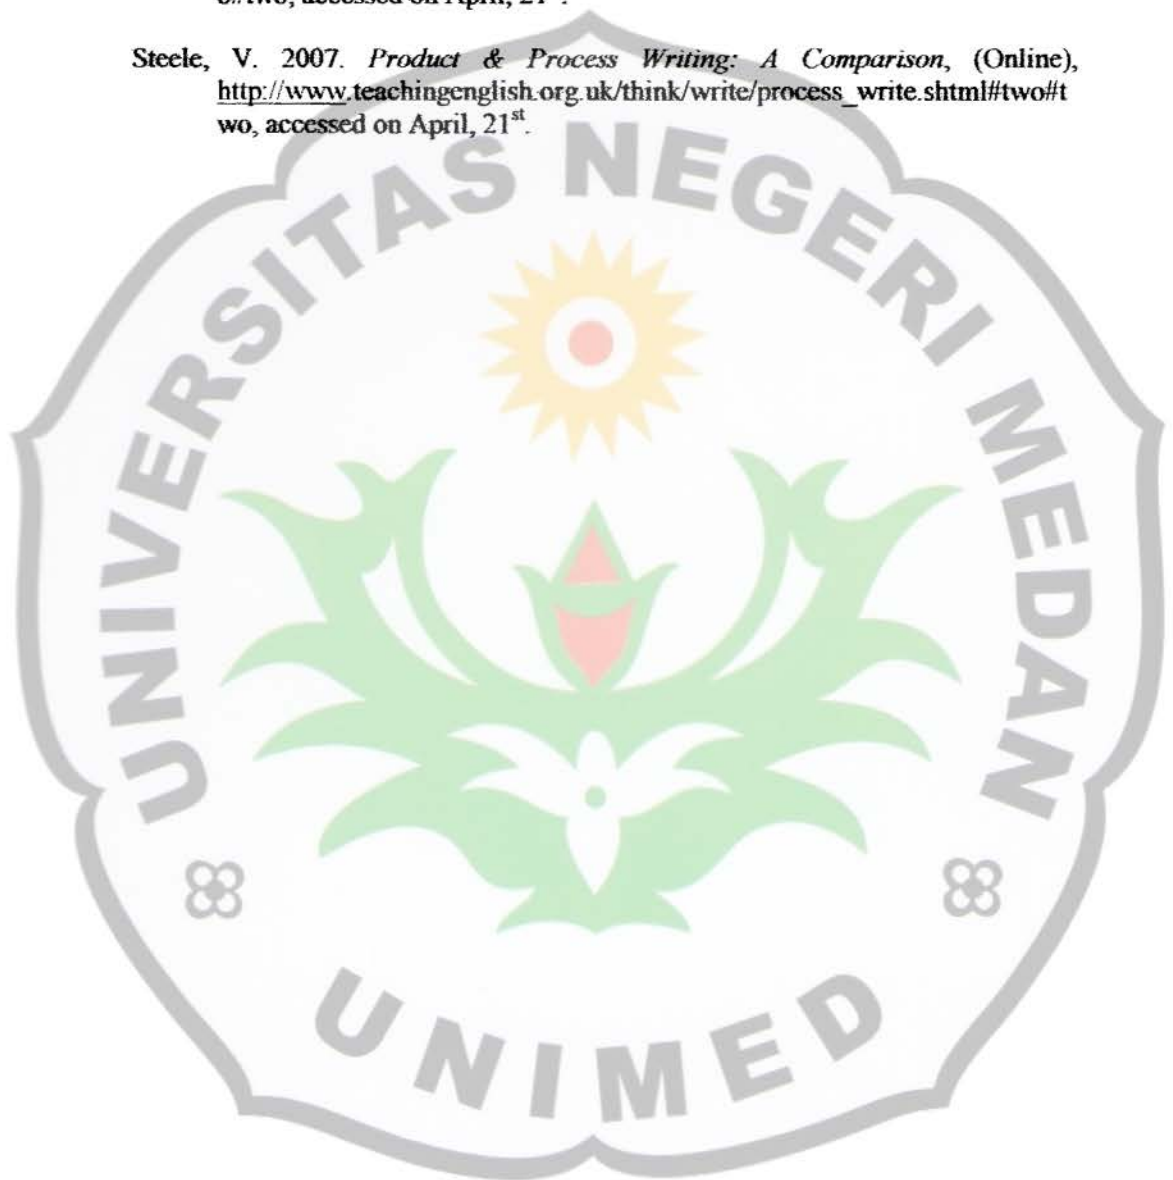 Steele, V. 2007. Product & Process Writing: A Comparison, (Online),
http://www.teachingenglish.org.uk/think/write/process_write.shtml#two#t
wo, accessed on April, 21st.
UNIVERSITAS NEGERI MEDAN
UNIMED